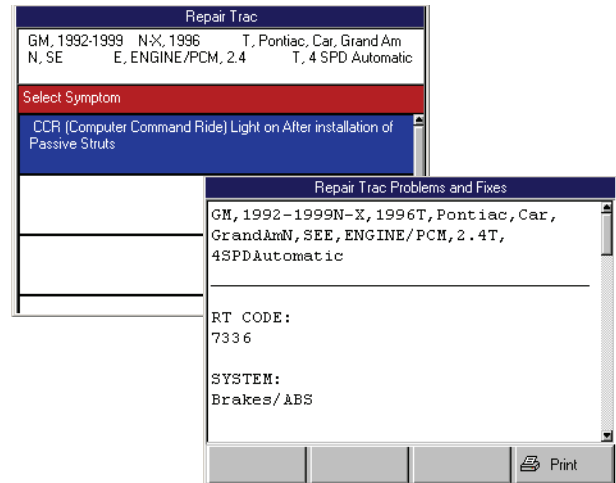 Repair Trac
GM, 1992-1999 N-X, 1996 T, Pontiac, Car, Grand Am
N, SE E, ENGINE/PCM, 2.4 T, 4 SPD Automatic
Select Symptom
CCR (Computer Command Ride) Light on After installation of
Passive Struts
Repair Trac Problems and Fixes
GM,1992-1999N-X,1996T,Pontiac,Car,
GrandAmN,SEE,ENGINE/PCM,2.4T,
4SPDAutomatic
RT CODE:
7336
SYSTEM:
Brakes/ABS
Print